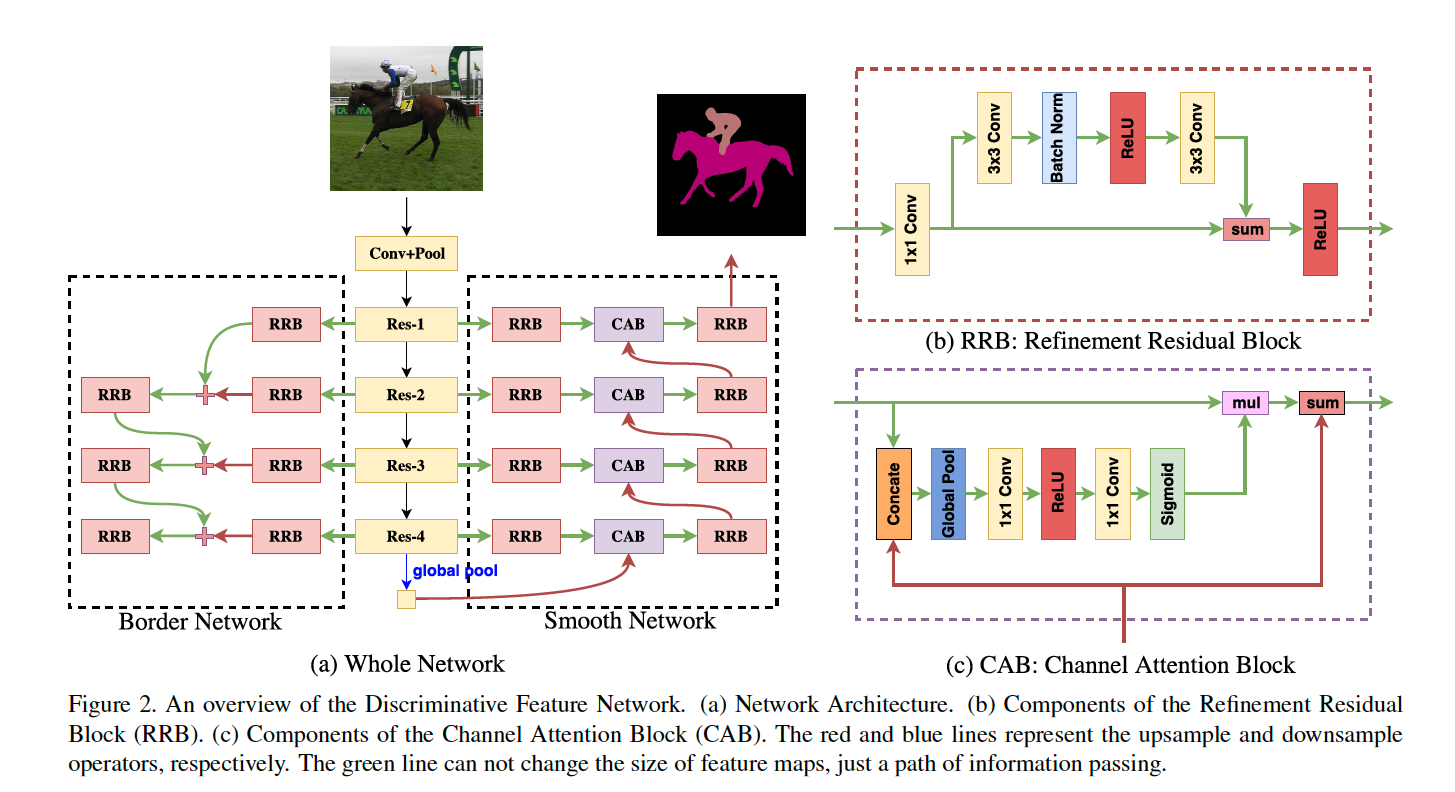 Conv+Pool
RRB
Res-1
RRB
CAB
RRB
RRB
RRB
Res-2
RRB
CAB
RRB
RRB
RRB
Res-3
RRB
CAB
RRB
RRB
RRB
Res-4
RRB
CAB
RRB
global pool
Border Network
Smooth Network
(a) Whole Network
1x1 Conv
3x3 Conv
Batch Norm
ReLU
3x3 Conv
sum
ReLU
(b) RRB: Refinement Residual Block
mul
sum
Concate
Global Pool
1x1 Conv
ReLU
1x1 Conv
Sigmoid
(c) CAB: Channel Attention Block
Figure 2. An overview of the Discriminative Feature Network. (a) Network Architecture. (b) Components of the Refinement Residual
Block (RRB). (c) Components of the Channel Attention Block (CAB). The red and blue lines represent the upsample and downsample
operators, respectively. The green line can not change the size of feature maps, just a path of information passing.